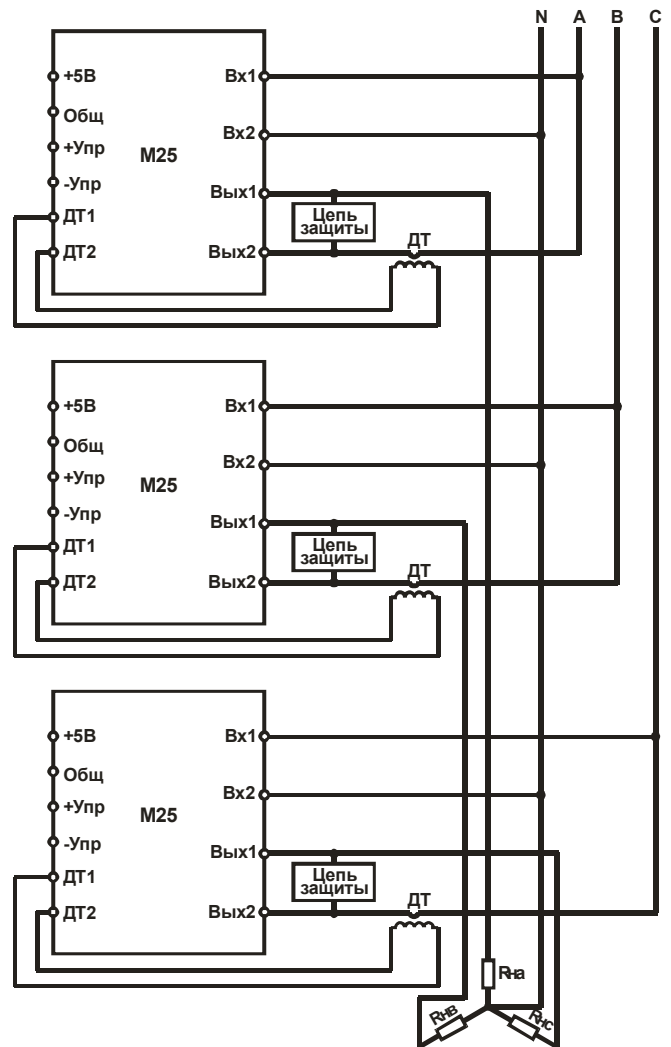 N A B C
+5В
Вх1
Общ
+Упр
Вх2
М25
-Упр
Вых1
ДТ1
Цепь
защиты
ДТ
ДТ2
Вых2
+5В
Вх1
Общ
+Упр
Вх2
М25
-Упр
Вых1
ДТ1
Цепь
защиты
ДТ
ДТ2
Вых2
+5В
Вх1
Общ
+Упр
Вх2
М25
-Упр
Вых1
ДТ1
Цепь
защиты
ДТ
ДТ2
Вых2
Rна
Rнв
Rнс